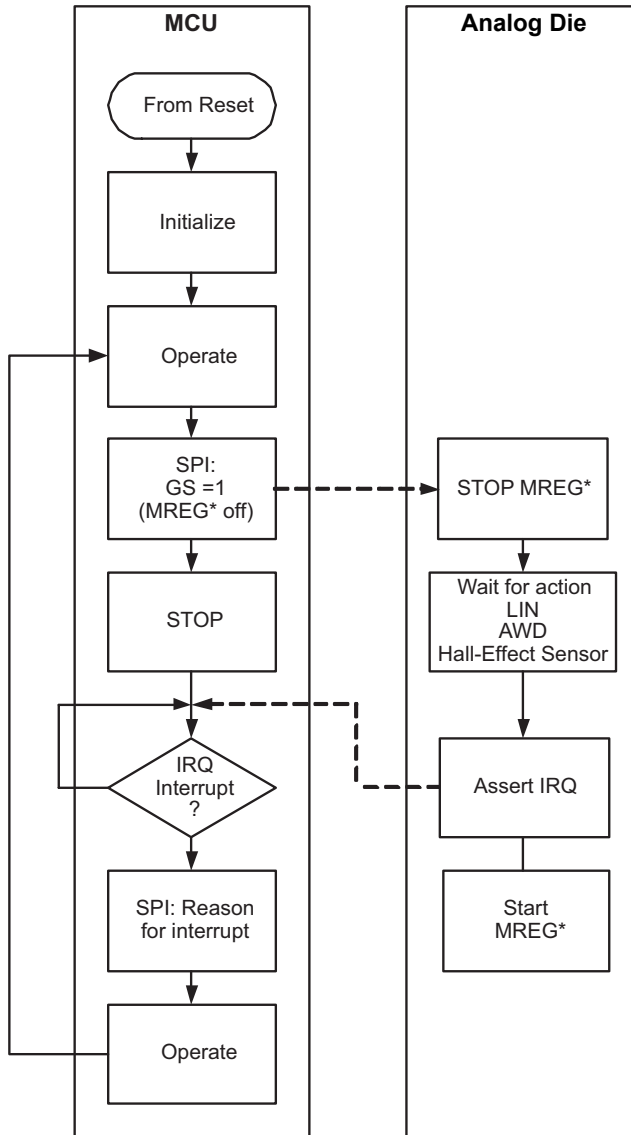 MCU
From Reset
Initialize
Operate
SPI:
GS =1
(MREG* off)
STOP
IRQ
Interrupt
?
SPI: Reason
for interrupt
Operate
Analog Die
STOP MREG*
Wait for action
LIN
AWD
Hall-Effect Sensor
Assert IRQ
Start
MREG*